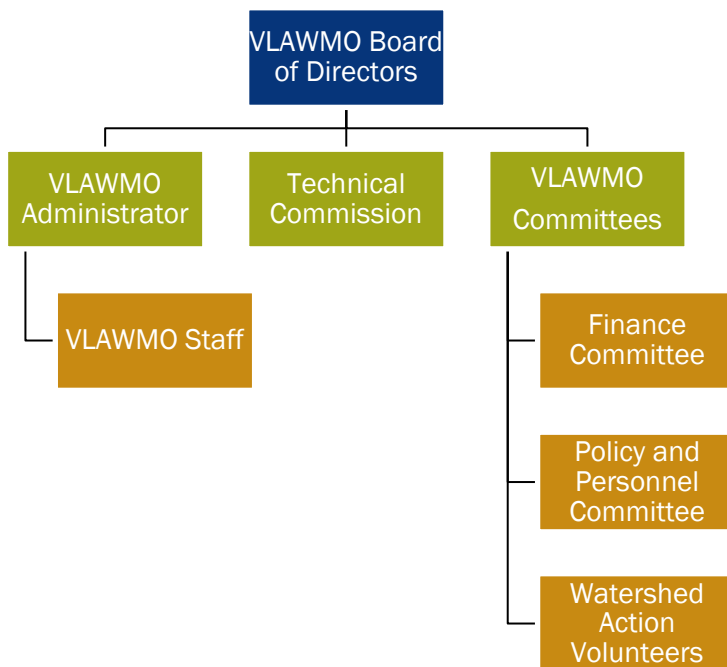 VLAWMO Board
of Directors
VLAWMO
Administrator
Technical
Commission
VLAWMO
Committees
VLAWMO Staff
Finance
Committee
Policy and
Personnel
Committee
Watershed
Action
Volunteers